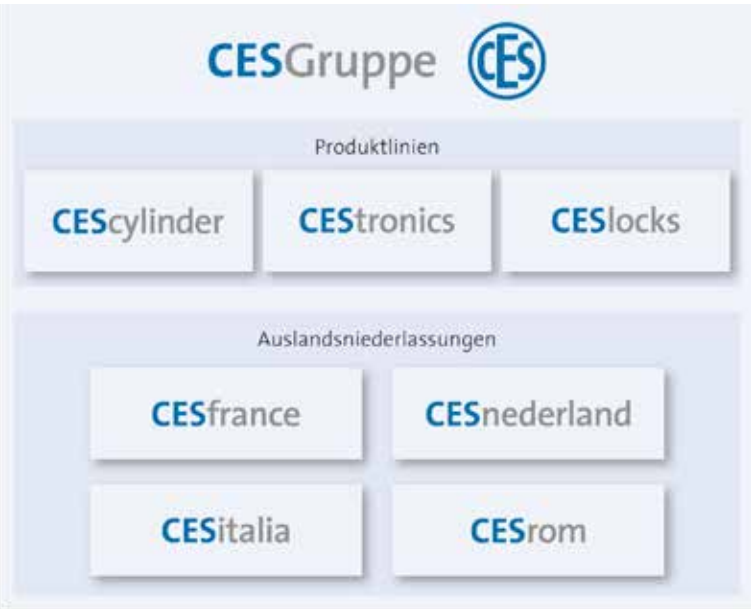 CESGruppe CES
Produktlinien
CEScylinder CEStronics CESlocks
Auslandsniederlassungen
CESfrance CESnederland
CESitalia CESrom